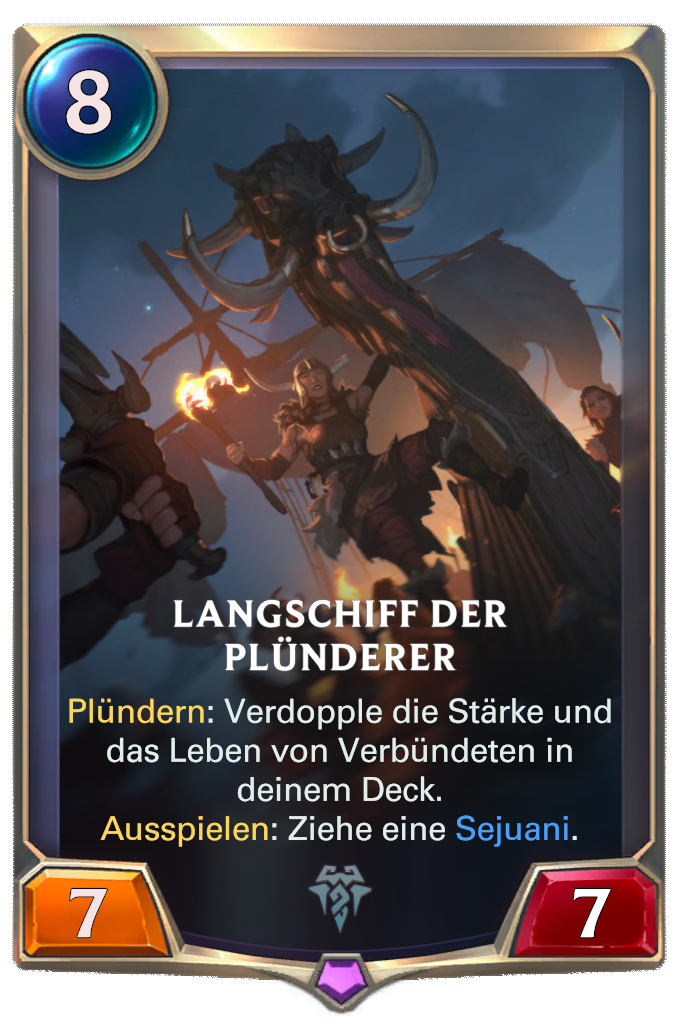 8
LANGSCHIFF DER
PLÜNDERER
Plündern: Verdopple die Stärke und
das Leben von Verbündeten in
deinem Deck.
Ausspielen: Ziehe eine Sejuani.
7
7